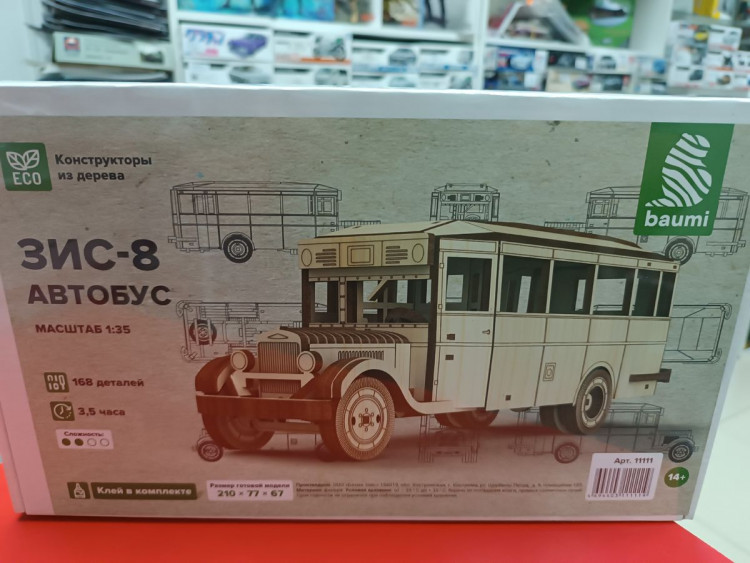 ECO
Конструкторы
из дерева
baumi
ЗИС-8
АВТОБУС
МАСШТАБ 1:35
168 деталей
3,5 часа
Сложность:
Клей в комплекте
Размер готовой модели
210 × 77 × 67
Арт. 11111
14+